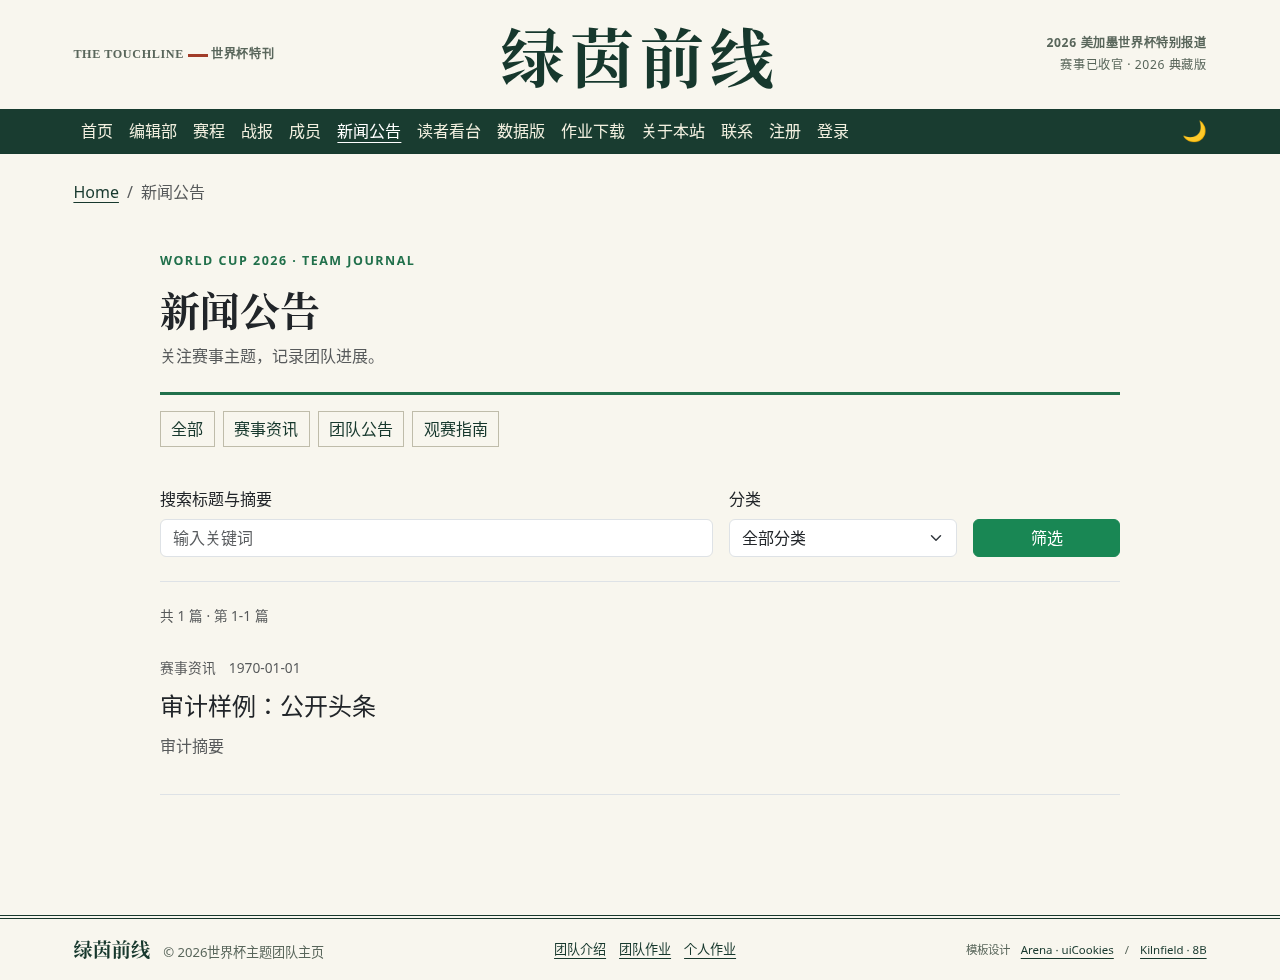 THE TOUCHLINE 世界杯特刊
绿茵前线
2026 美加墨世界杯特别报道
赛事已收官 · 2026 典藏版
首页 编辑部 赛程 战报 成员 新闻公告 读者看台 数据版 作业下载 关于本站 联系 注册 登录
Home / 新闻公告
WORLD CUP 2026 · TEAM JOURNAL
新闻公告
关注赛事主题，记录团队进展。
全部 赛事资讯 团队公告 观赛指南
搜索标题与摘要 分类
输入关键词 全部分类 筛选
共 1 篇 · 第 1-1 篇
赛事资讯 1970-01-01
审计样例：公开头条
审计摘要
绿茵前线 © 2026世界杯主题团队主页 团队介绍 团队作业 个人作业 模板设计 Arena · uiCookies / Kilnfield · 8B